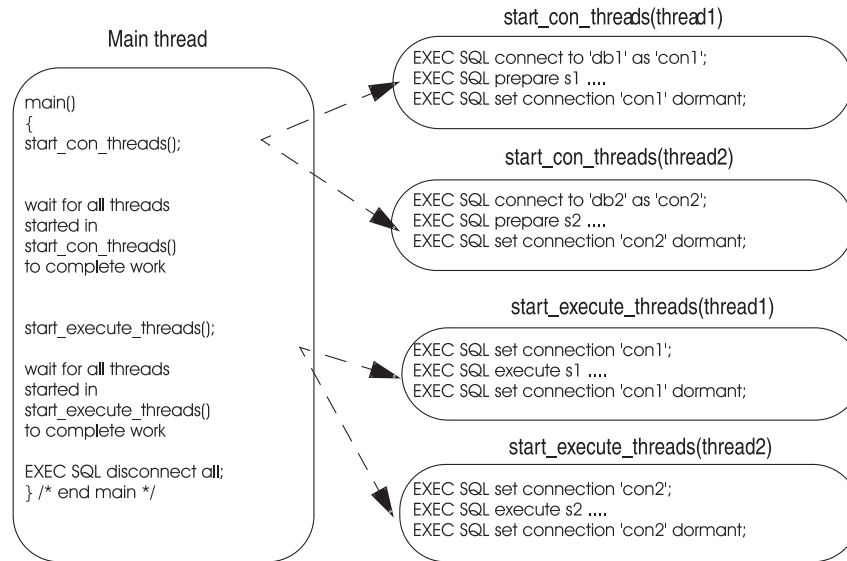 Main thread
main()
{
start_con_threads();
wait for all threads
started in
start_con_threads()
to complete work
start_execute_threads();
wait for all threads
started in
start_execute_threads()
to complete work
EXEC SQL disconnect all;
} /* end main */
start_con_threads(thread1)
EXEC SQL connect to 'db1' as 'con1';
EXEC SQL prepare s1 ....
EXEC SQL set connection 'con1' dormant;
start_con_threads(thread2)
EXEC SQL connect to 'db2' as 'con2';
EXEC SQL prepare s2 ....
EXEC SQL set connection 'con2' dormant;
start_execute_threads(thread1)
EXEC SQL set connection 'con1';
EXEC SQL execute s1 ....
EXEC SQL set connection 'con1' dormant;
start_execute_threads(thread2)
EXEC SQL set connection 'con2';
EXEC SQL execute s2 ....
EXEC SQL set connection 'con2' dormant;